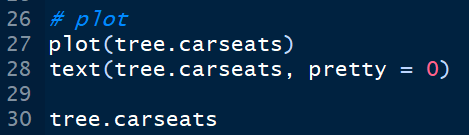 26 # plot
27 plot(tree.carseats)
28 text(tree.carseats, pretty = 0)
29
30 tree.carseats